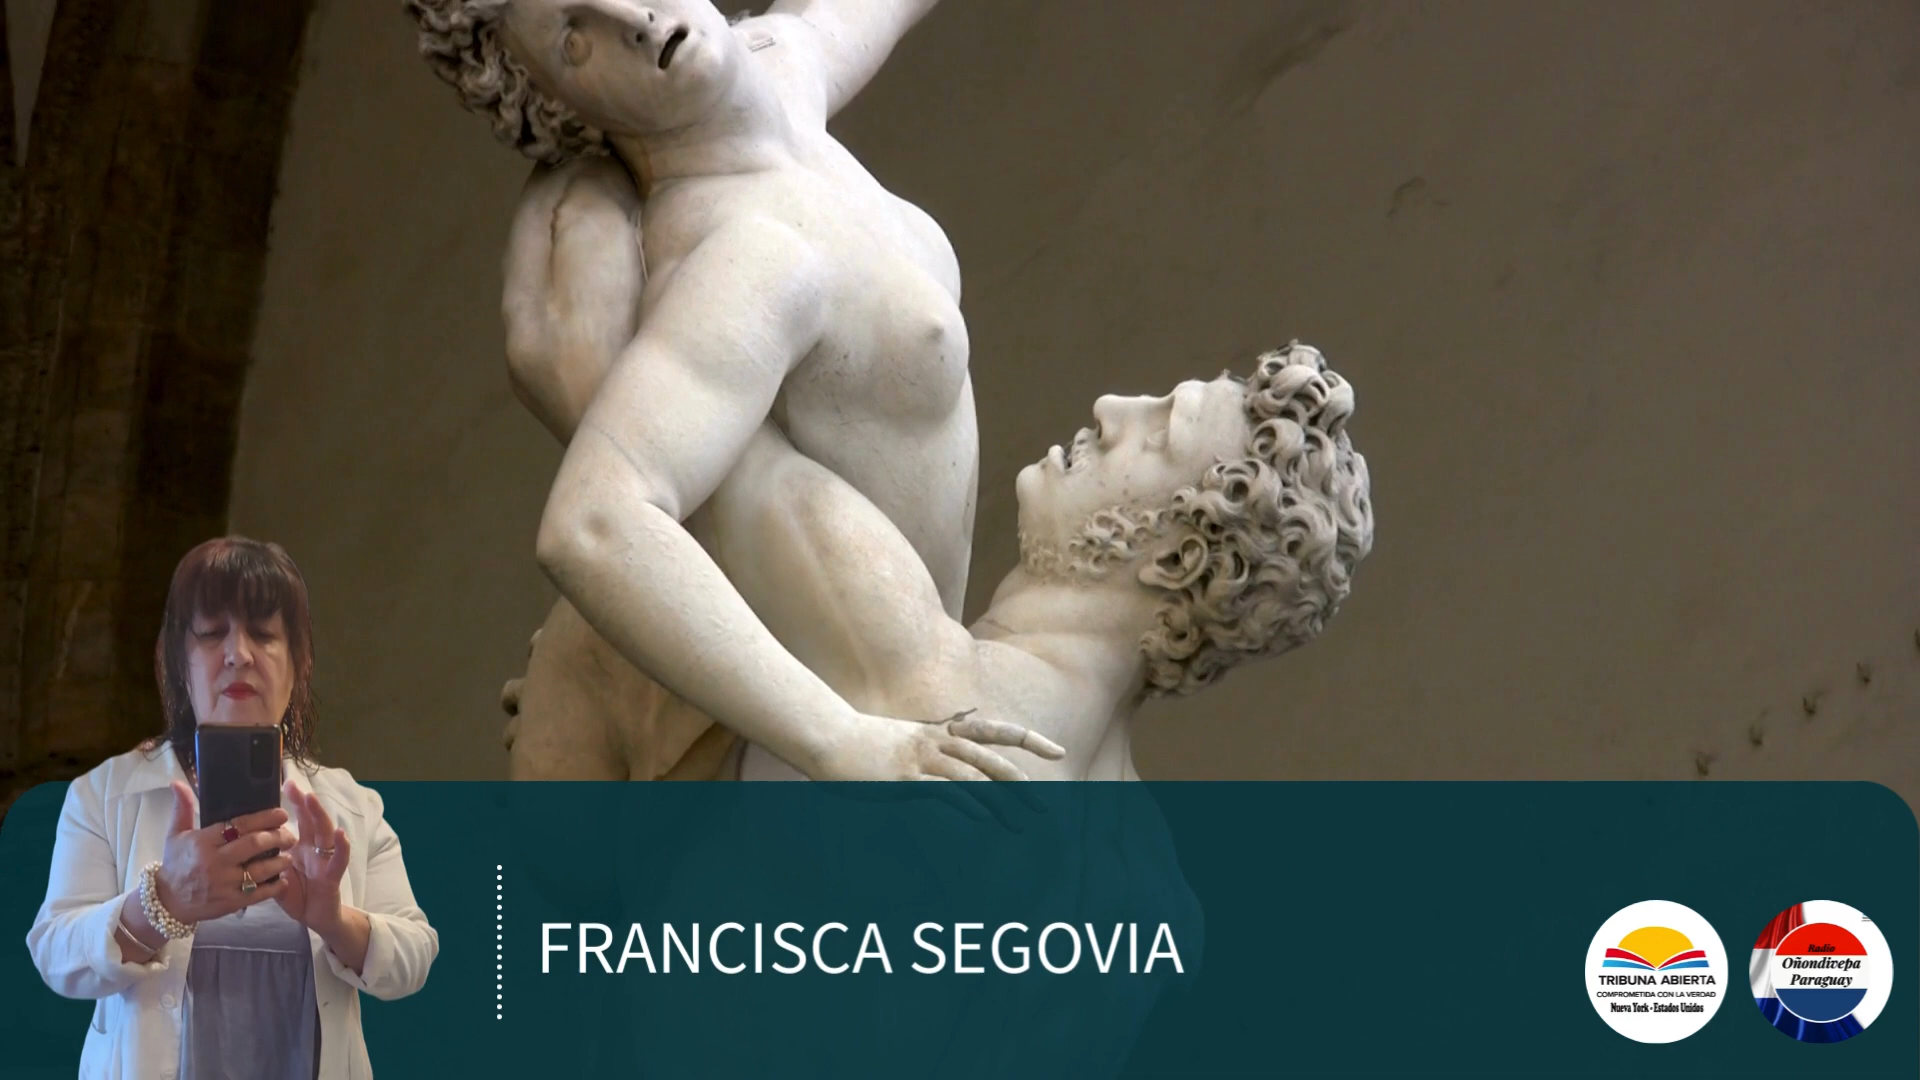 FRANCISCA SEGOVIA
TRIBUNA ABIERTA
COMPROMETIDA CON LA VERDAD
Nueva York - Estados Unidos
Radio
Oñondivepa
Paraguay